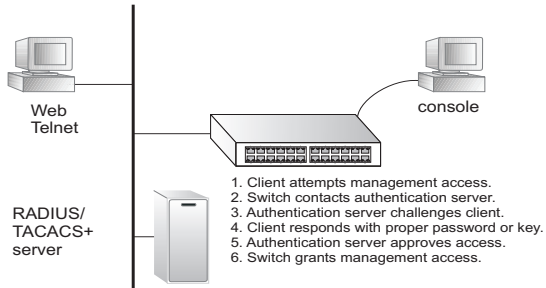 Web
Telnet
console
RADIUS/
TACACS+
server
1. Client attempts management access.
2. Switch contacts authentication server.
3. Authentication server challenges client.
4. Client responds with proper password or key.
5. Authentication server approves access.
6. Switch grants management access.